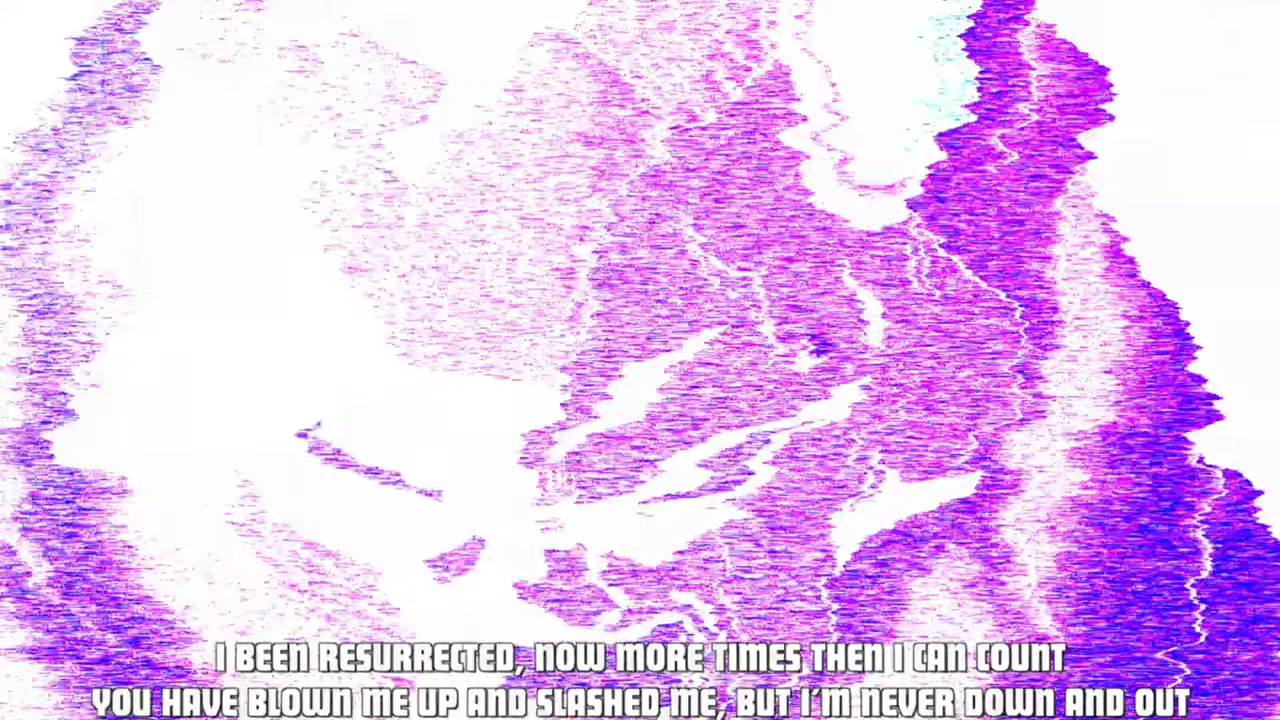 I BEEN RESURRECTED, NOW MORE TIMES THEN I CAN COUNT
YOU HAVE BLOWN ME UP AND SLASHED ME, BUT I'M NEVER DOWN AND OUT